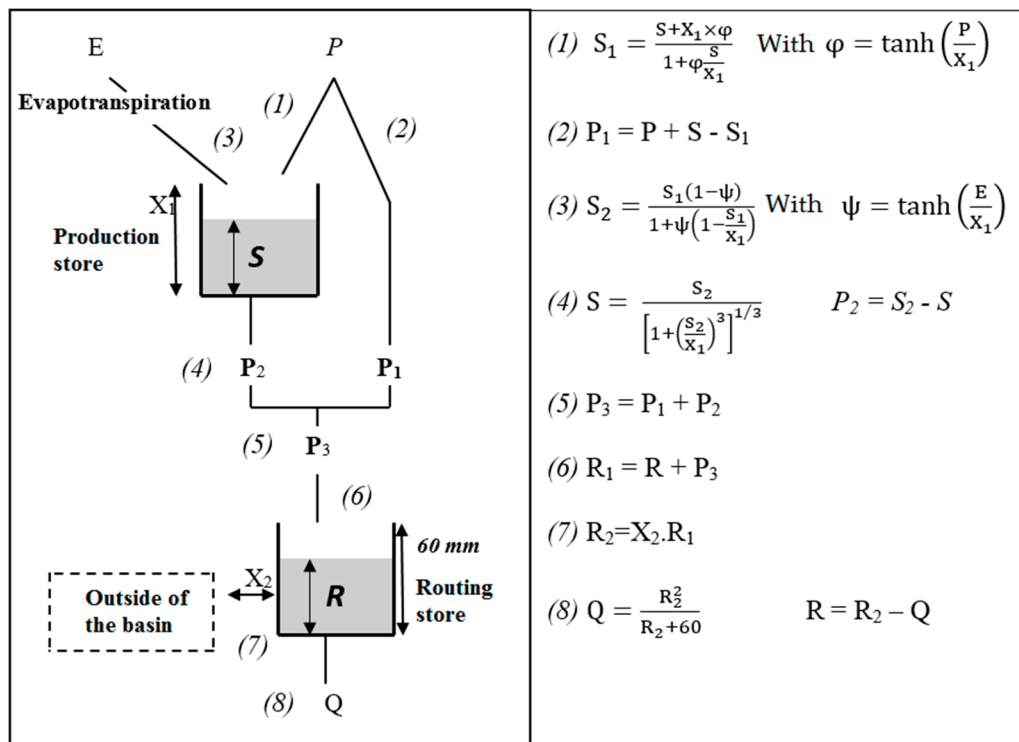 E
P
Evapotranspiration
(1)
(2)
(3)
X₁
Production
store
S
(4) P₂ P₁
(5) P₃
(6)
60 mm
X₂
R
Routing
store
Outside of
the basin
(7)
(8) Q
(1) S₁ = (S+X₁×φ)/(1+φ S/X₁) With φ = tanh(P/X₁)
(2) P₁ = P + S - S₁
(3) S₂ = S₁(1−ψ)/(1+ψ(1−S₁/X₁)) With ψ = tanh(E/X₁)
(4) S = S₂/[1+(S₂/X₁)³]^1/3 P₂ = S₂ - S
(5) P₃ = P₁ + P₂
(6) R₁ = R + P₃
(7) R₂=X₂.R₁
(8) Q = R₂²/(R₂+60) R = R₂ – Q